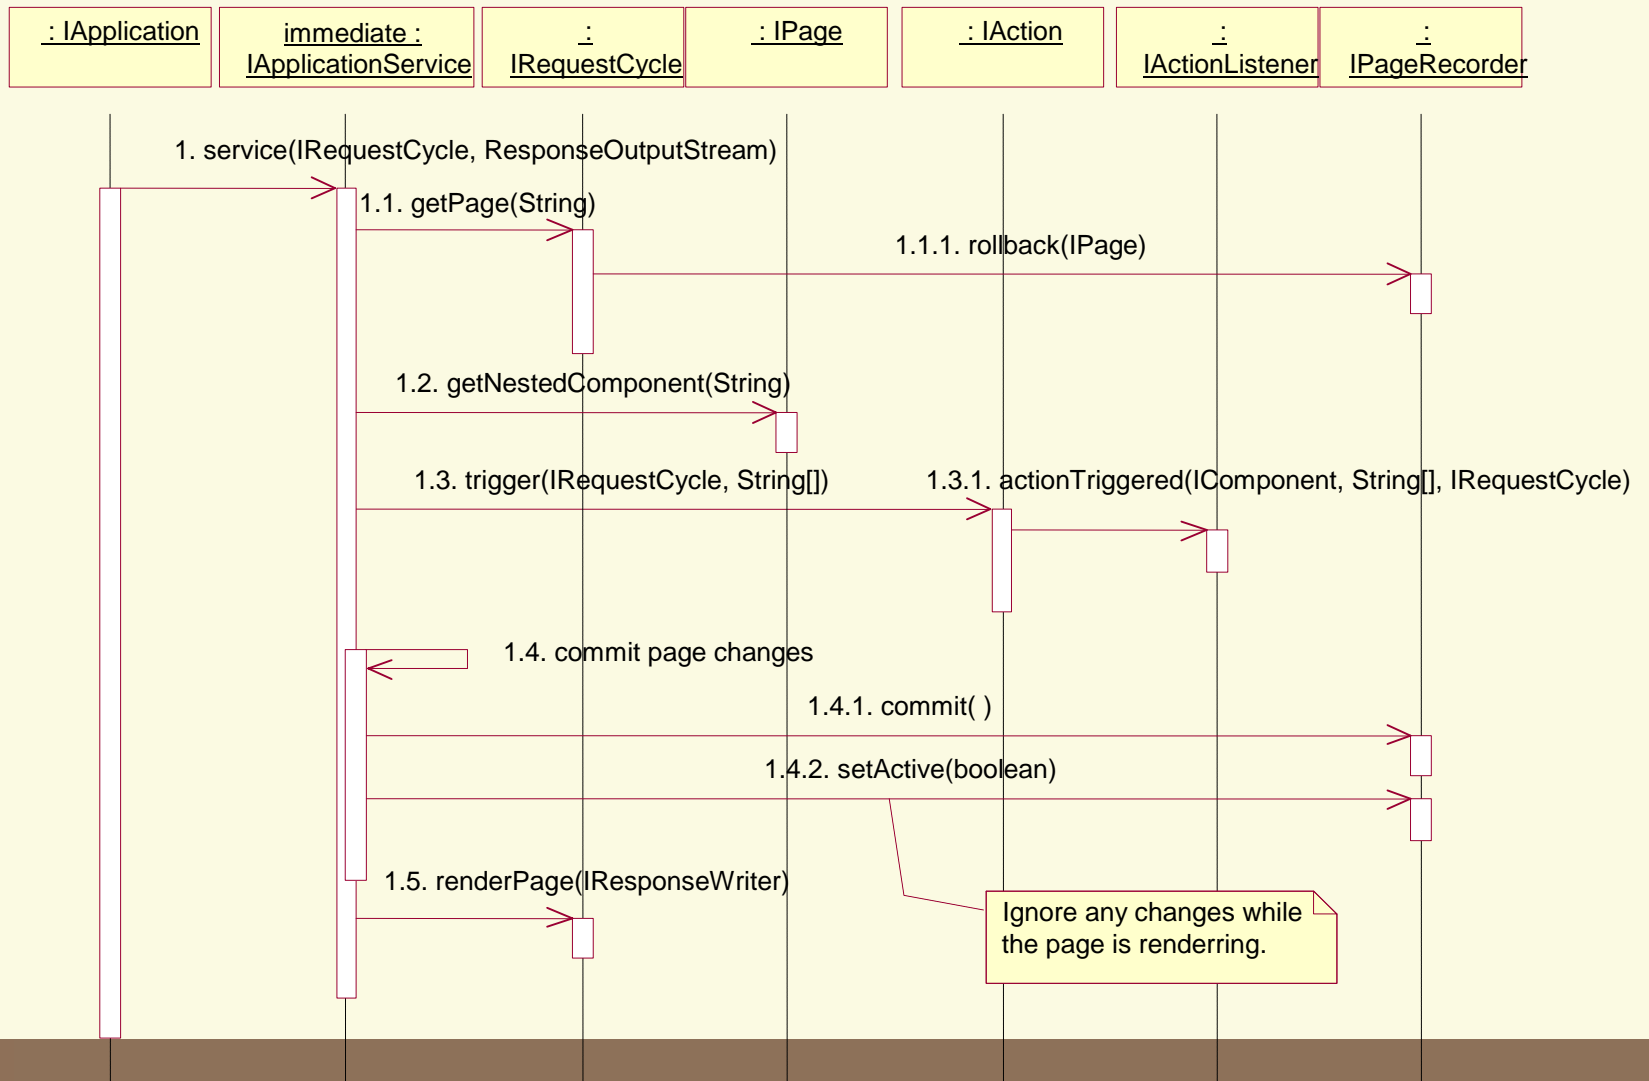 : IApplication
immediate :
IApplicationService
:
IRequestCycle
: IPage
: IAction
:
IActionListener
:
IPageRecorder
1. service(IRequestCycle, ResponseOutputStream)
1.1. getPage(String)
1.1.1. rollback(IPage)
1.2. getNestedComponent(String)
1.3. trigger(IRequestCycle, String[])
1.3.1. actionTriggered(IComponent, String[], IRequestCycle)
1.4. commit page changes
1.4.1. commit( )
1.4.2. setActive(boolean)
1.5. renderPage(IResponseWriter)
Ignore any changes while
the page is renderring.